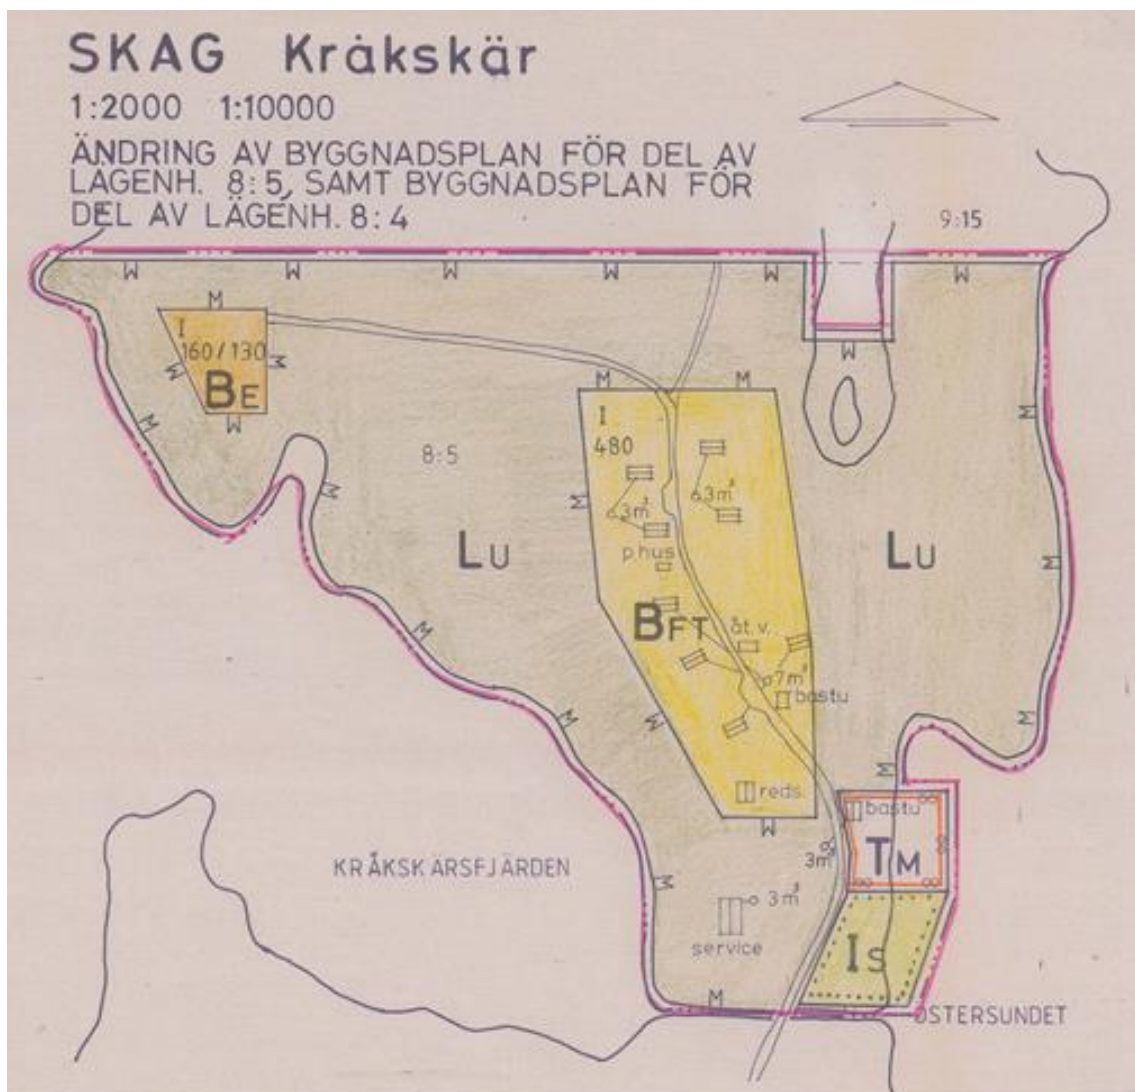 SKAG Kråkskär
1:2000 1:10000
ÄNDRING AV BYGGNADSPLAN FÖR DEL AV
LÄGENH. 8:5, SAMT BYGGNADSPLAN FÖR
DEL AV LÄGENH. 8:4
9:15
M M M M M M
M
I
160/130
BE
M M M
M
M M
I
480
8:5
M
M
M
3m³
3m³
p.hus
LU
LU
M
BFT
åt.v.
7m³
bastu
M
M
M
M
reds.
M
M
bastu
TM
3m³
KRÅKSKÄRSFJÄRDEN
M
3m³
service
IS
M
ÖSTERSUNDET